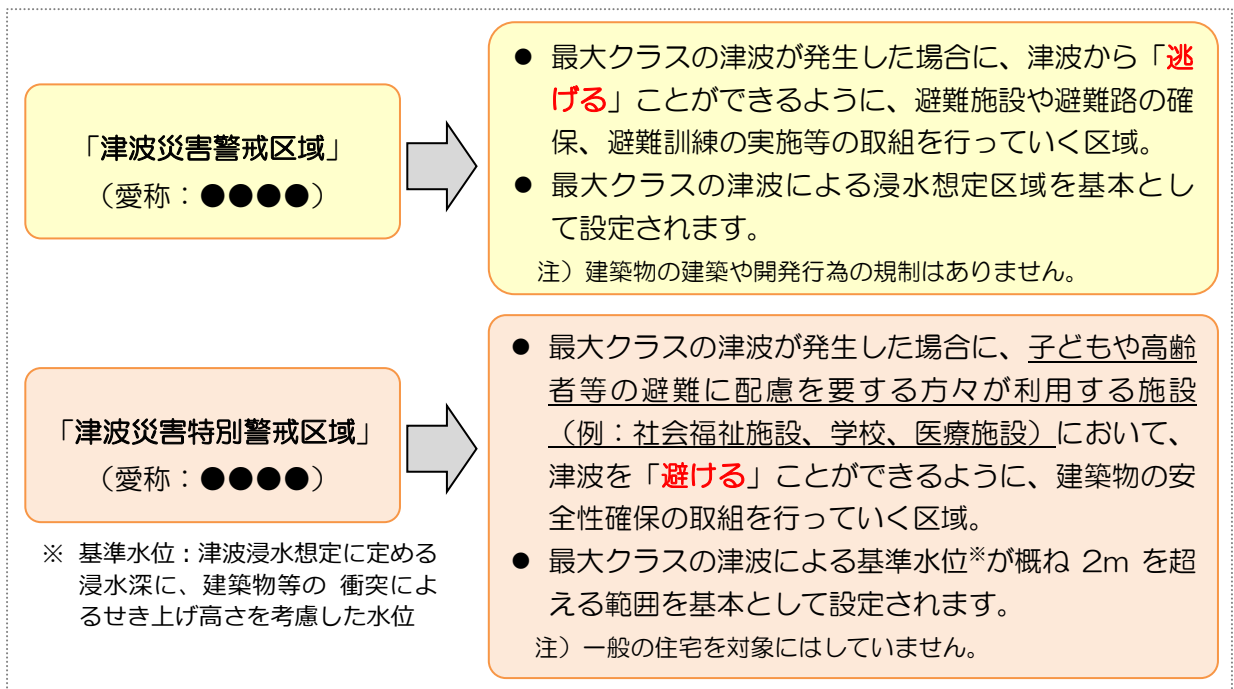 「津波災害警戒区域」
（愛称：●●●●）
● 最大クラスの津波が発生した場合に、津波から「逃
げる」ことができるように、避難施設や避難路の確
保、避難訓練の実施等の取組を行っていく区域。
● 最大クラスの津波による浸水想定区域を基本とし
て設定されます。
注）建築物の建築や開発行為の規制はありません。
「津波災害特別警戒区域」
（愛称：●●●●）
※ 基準水位：津波浸水想定に定める
浸水深に、建築物等の 衝突によ
るせき上げ高さを考慮した水位
● 最大クラスの津波が発生した場合に、子どもや高齢
者等の避難に配慮を要する方々が利用する施設
（例：社会福祉施設、学校、医療施設）において、
津波を「避ける」ことができるように、建築物の安
全性確保の取組を行っていく区域。
● 最大クラスの津波による基準水位※が概ね 2m を超
える範囲を基本として設定されます。
注）一般の住宅を対象にはしていません。